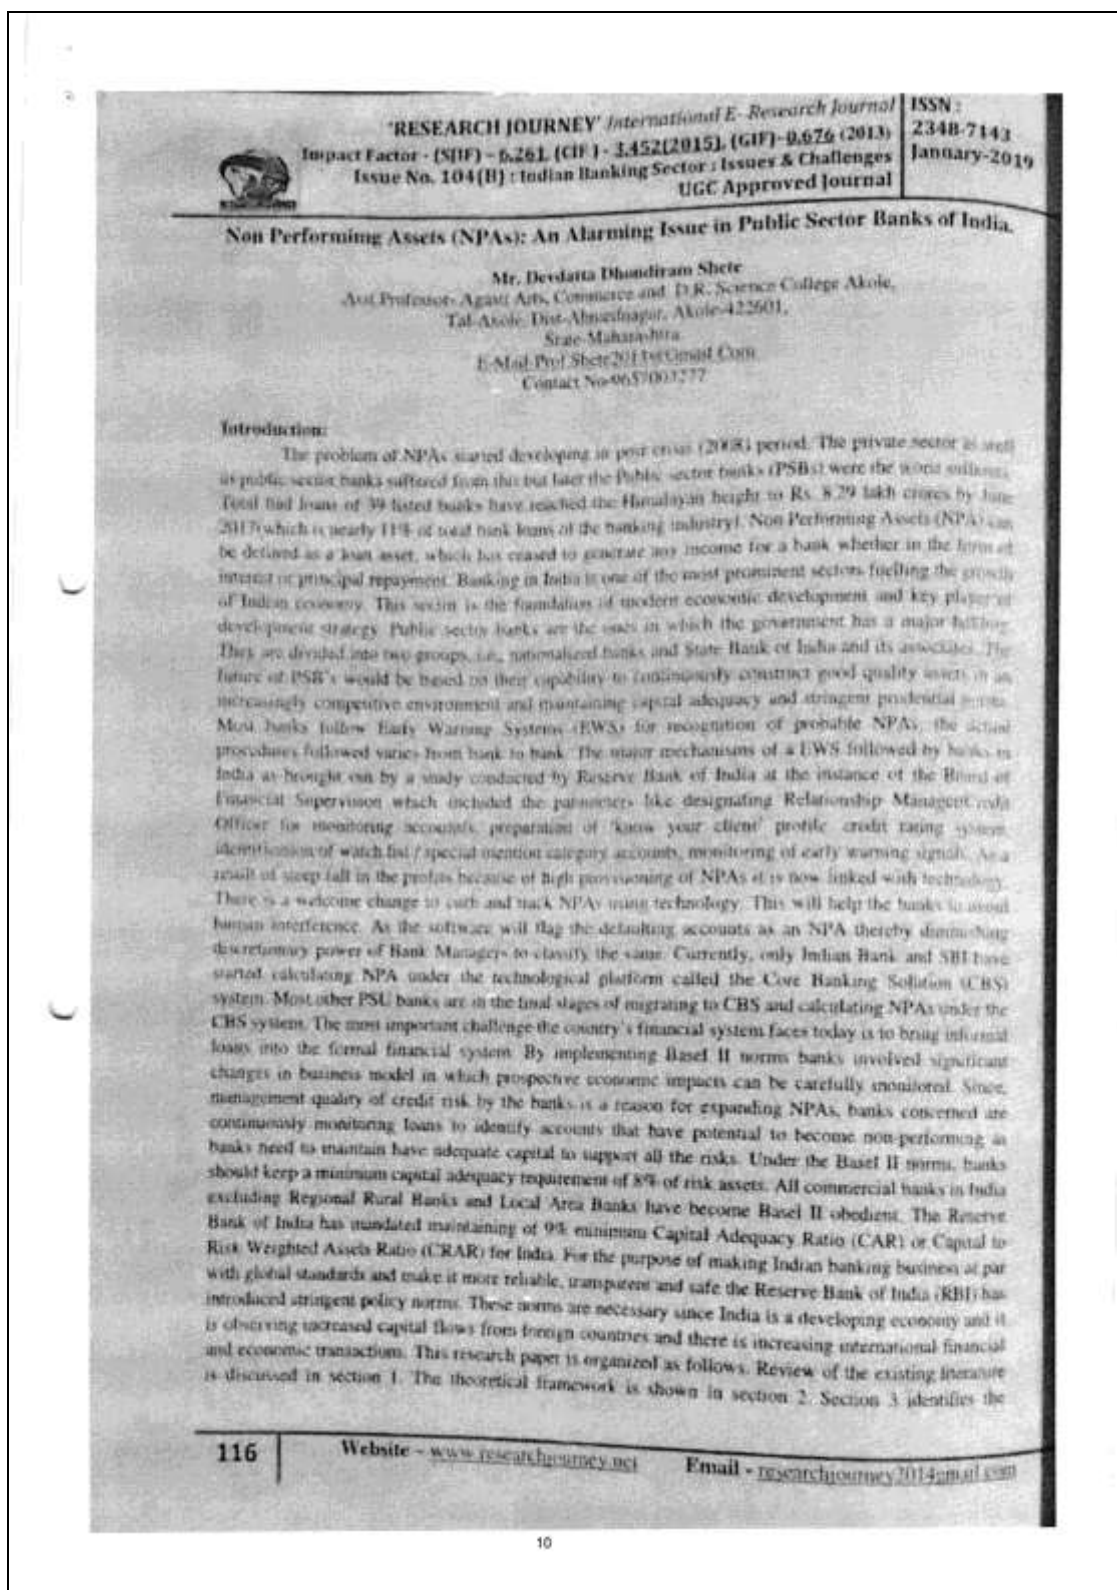 'RESEARCH JOURNEY' International E- Research Journal
Impact Factor - (SJIF) – 6.261, (CIF ) - 3.452(2015), (GIF)–0.676 (2013)
Issue No. 104(B) : Indian Banking Sector : Issues & Challenges
UGC Approved Journal
ISSN :
2348-7143
January-2019
Non Performing Assets (NPAs): An Alarming Issue in Public Sector Banks of India.
Mr. Devdatta Dhondiram Shete
Asst.Professor- Agasti Arts, Commerce and D.R. Science College Akole,
Tal-Akole, Dist-Ahmednagar, Akole-422601,
State-Maharashtra
Contact
Introduction:
The problem of NPAs started developing in post crisis (2008) period. The private sector as well
as public sector banks suffered from this but later the Public sector banks (PSBs) were the worst sufferers.
Total bad loans of 39 listed banks have reached the Himalayan height to Rs. 8.29 lakh crores by June
2017(which is nearly 11% of total bank loans of the banking industry). Non Performing Assets (NPA) can
be defined as a loan asset, which has ceased to generate any income for a bank whether in the form of
interest or principal repayment. Banking in India is one of the most prominent sectors fuelling the growth
of Indian economy. This sector is the foundation of modern economic development and key player of
development strategy. Public sector banks are the ones in which the government has a major holding.
They are divided into two groups, i.e., nationalized banks and State Bank of India and its associates. The
future of PSB's would be based on their capability to continuously construct good quality assets in an
increasingly competitive environment and maintaining capital adequacy and stringent prudential norms.
Most banks follow Early Warning Systems (EWS) for recognition of probable NPAs, the actual
procedures followed varies from bank to bank. The major mechanisms of a EWS followed by banks in
India as brought out by a study conducted by Reserve Bank of India at the instance of the Board of
Financial Supervision which included the parameters like designating Relationship
Officer for monitoring accounts, preparation of 'know your client' profile, credit rating system,
identification of watch list / special mention category accounts, monitoring of early warning signals. As a
result of steep fall in the profits because of high provisioning of NPAs it is now linked with technology.
There is a welcome change to curb and track NPAs using technology. This will help the banks to avoid
human interference. As the software will flag the defaulting accounts as an NPA thereby diminishing
discretionary power of Bank Managers to classify the same. Currently, only Indian Bank and SBI have
started calculating NPA under the technological platform called the Core Banking Solution (CBS)
system. Most other PSU banks are in the final stages of migrating to CBS and calculating NPAs under the
CBS system. The most important challenge the country's financial system faces today is to bring informal
loans into the formal financial system. By implementing Basel II norms banks involved significant
changes in business model in which prospective economic impacts can be carefully monitored. Since,
management quality of credit risk by the banks is a reason for expanding NPAs, banks concerned are
continuously monitoring loans to identify accounts that have potential to become non-performing as
banks need to maintain have adequate capital to support all the risks. Under the Basel II norms, banks
should keep a minimum capital adequacy requirement of 8% of risk assets. All commercial banks in India
excluding Regional Rural Banks and Local Area Banks have become Basel II obedient. The Reserve
Bank of India has mandated maintaining of 9% minimum Capital Adequacy Ratio (CAR) or Capital to
Risk Weighted Assets Ratio (CRAR) for India. For the purpose of making Indian banking business at par
with global standards and make it more reliable, transparent and safe the Reserve Bank of India (RBI) has
introduced stringent policy norms. These norms are necessary since India is a developing economy and it
is observing increased capital flows from foreign countries and there is increasing international financial
and economic transactions. This research paper is organized as follows. Review of the existing literature
is discussed in section 1. The theoretical framework is shown in section 2. Section 3 identifies the
116
Website – www.researchjourney.net
Email - researchjourney2014gmail.com
10